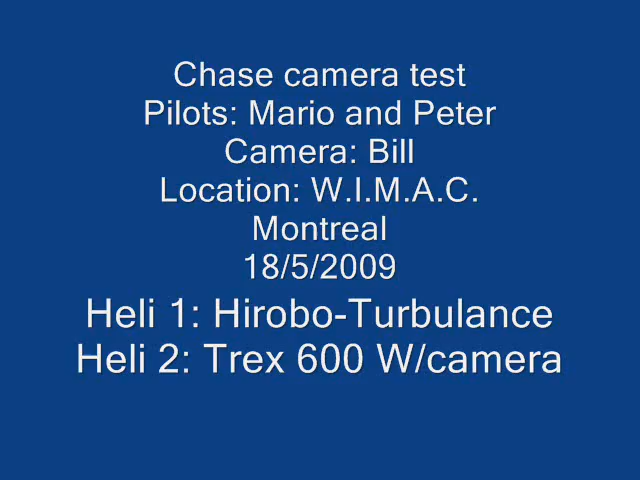 Chase camera test
Pilots: Mario and Peter
Camera: Bill
Location: W.I.M.A.C.
Montreal
18/5/2009
Heli 1: Hirobo-Turbulance
Heli 2: Trex 600 W/camera